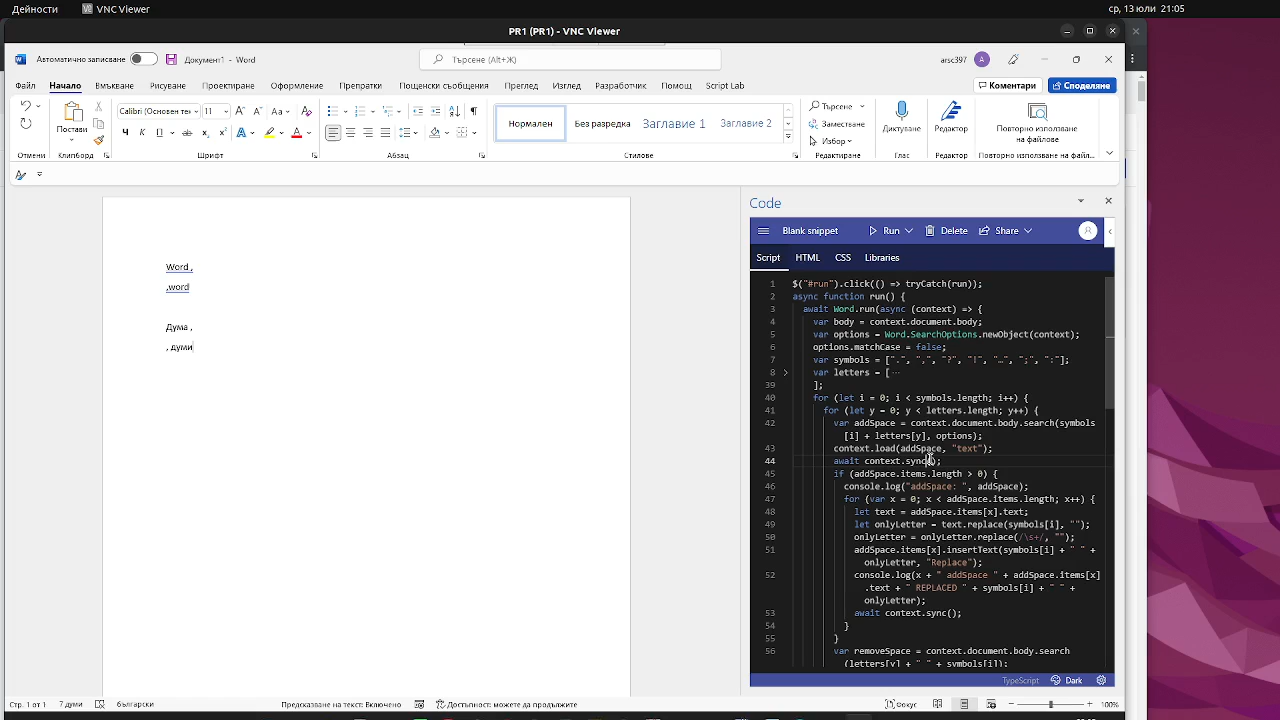 Дейности VNC Viewer ср, 13 юли 21:05
PR1 (PR1) - VNC Viewer
Автоматично записване Документ1 - Word Търсене (Alt+Ж) arsc397
Файл Начало Вмъкване Рисуване Проектиране Оформление Препратки Пощенски съобщения Преглед Изглед Разработчик Помощ Script Lab Коментари Споделяне
Постави Calibri (Основен тек 11 Нормален Без разредка Заглавие 1 Заглавие 2 Търсене Заместване Избор Диктуване Редактор Повторно използване на файлове
Отмени Клипборд Шрифт Абзац Стилове Редактиране Глас Редактор Повторно използване на файл...
Word ,
,word
Дума ,
, думи
Code
Blank snippet Run Delete Share
Script HTML CSS Libraries
1 $("#run").click(() => tryCatch(run));
2 async function run() {
3 await Word.run(async (context) => {
4 var body = context.document.body;
5 var options = Word.SearchOptions.newObject(context);
6 options.matchCase = false;
7 var symbols = [".", ",", "?", "!", "…", ";", ":"];
8 var letters = [ ···
39 ];
40 for (let i = 0; i < symbols.length; i++) {
41 for (let y = 0; y < letters.length; y++) {
42 var addSpace = context.document.body.search(symbols
[i] + letters[y], options);
43 context.load(addSpace, "text");
44 await context.sync();
45 if (addSpace.items.length > 0) {
46 console.log("addSpace: ", addSpace);
47 for (var x = 0; x < addSpace.items.length; x++) {
48 let text = addSpace.items[x].text;
49 let onlyLetter = text.replace(symbols[i], "");
50 onlyLetter = onlyLetter.replace(/\s+/, "");
51 addSpace.items[x].insertText(symbols[i] + " " +
onlyLetter, "Replace");
52 console.log(x + " addSpace " + addSpace.items[x]
.text + " REPLACED " + symbols[i] + " " +
onlyLetter);
53 await context.sync();
54 }
55 }
56 var removeSpace = context.document.body.search
(letters[y] + " " + symbols[i]);
TypeScript Dark
Стр. 1 от 1 7 думи български Предсказване на текст: Включено Достъпност: можете да продължите Фокус 100%